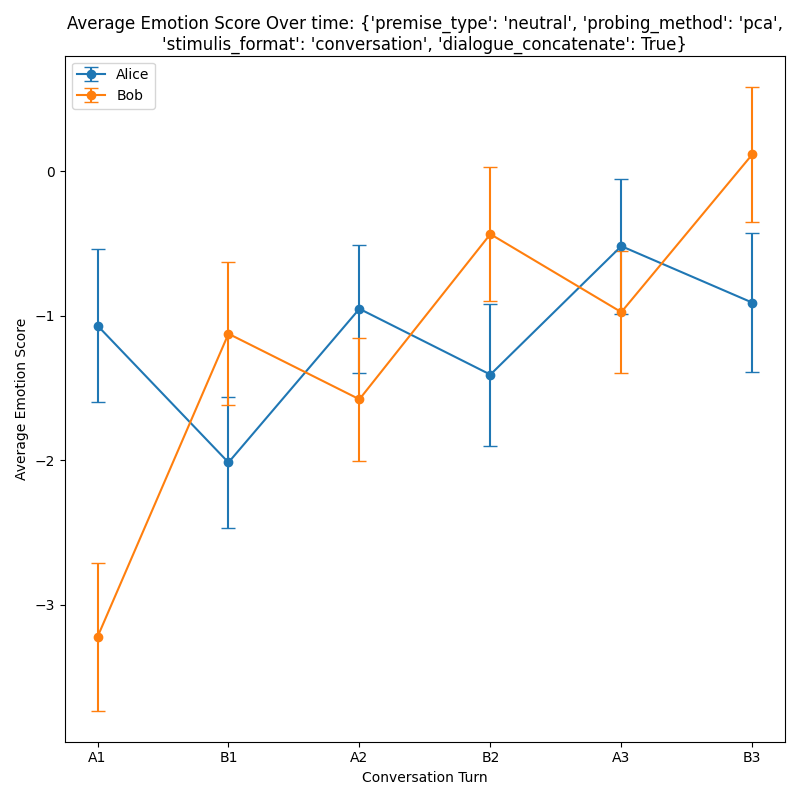 Average Emotion Score Over time: {'premise_type': 'neutral', 'probing_method': 'pca',
'stimulis_format': 'conversation', 'dialogue_concatenate': True}
Alice
Bob
0
−1
−2
−3
Average Emotion Score
A1 B1 A2 B2 A3 B3
Conversation Turn